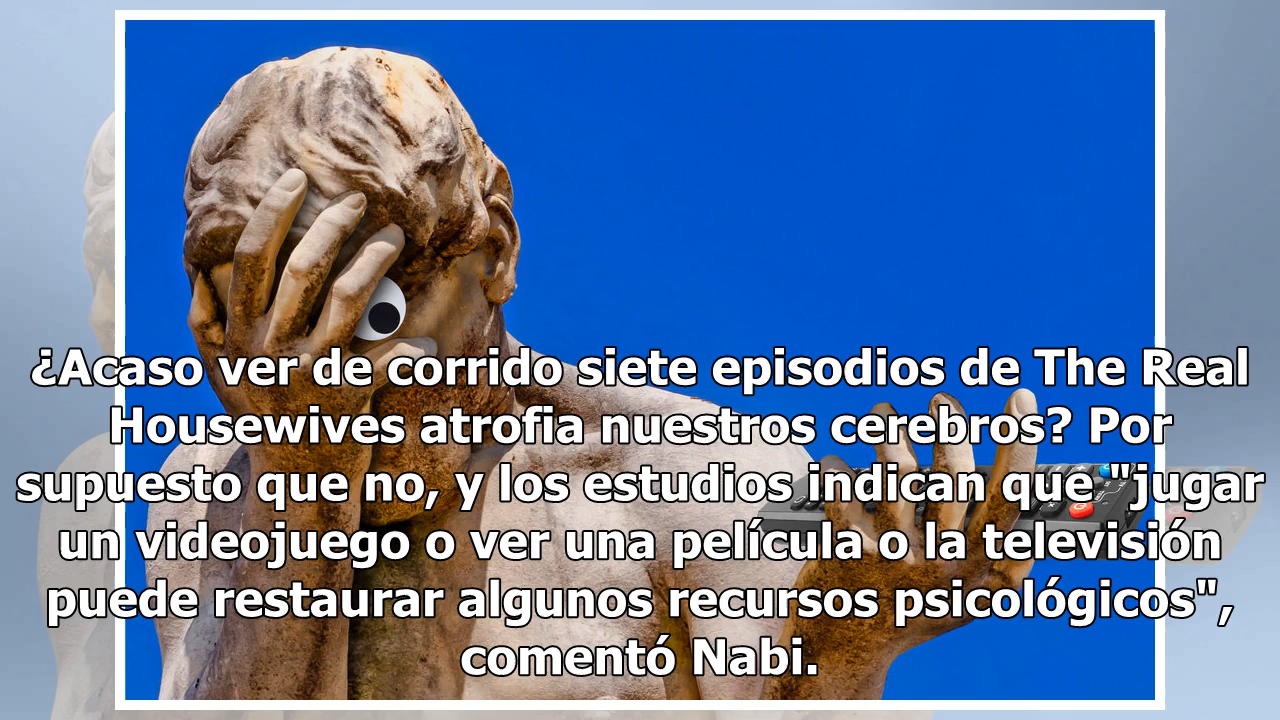 ¿Acaso ver de corrido siete episodios de The Real
Housewives atrofia nuestros cerebros? Por
supuesto que no, y los estudios indican que "jugar
un videojuego o ver una película o la televisión
puede restaurar algunos recursos psicológicos",
comentó Nabi.